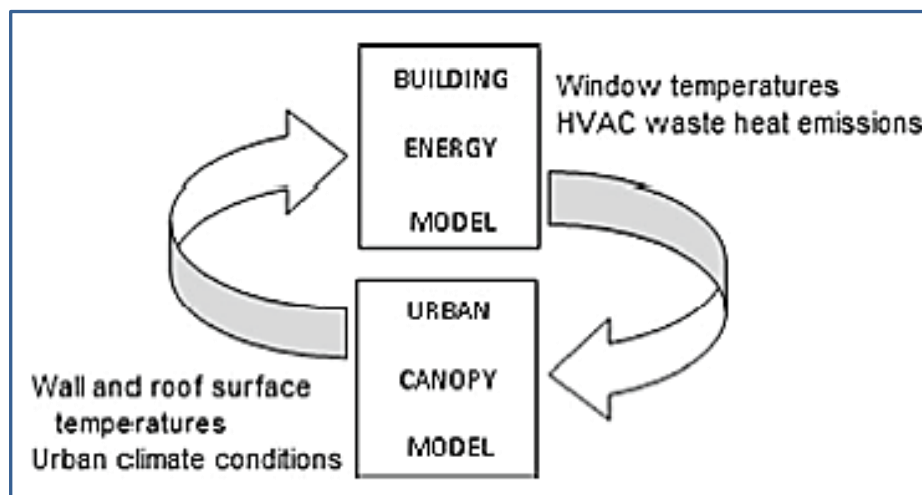 BUILDING
ENERGY
MODEL
Window temperatures
HVAC waste heat emissions
URBAN
CANOPY
MODEL
Wall and roof surface
temperatures
Urban climate conditions